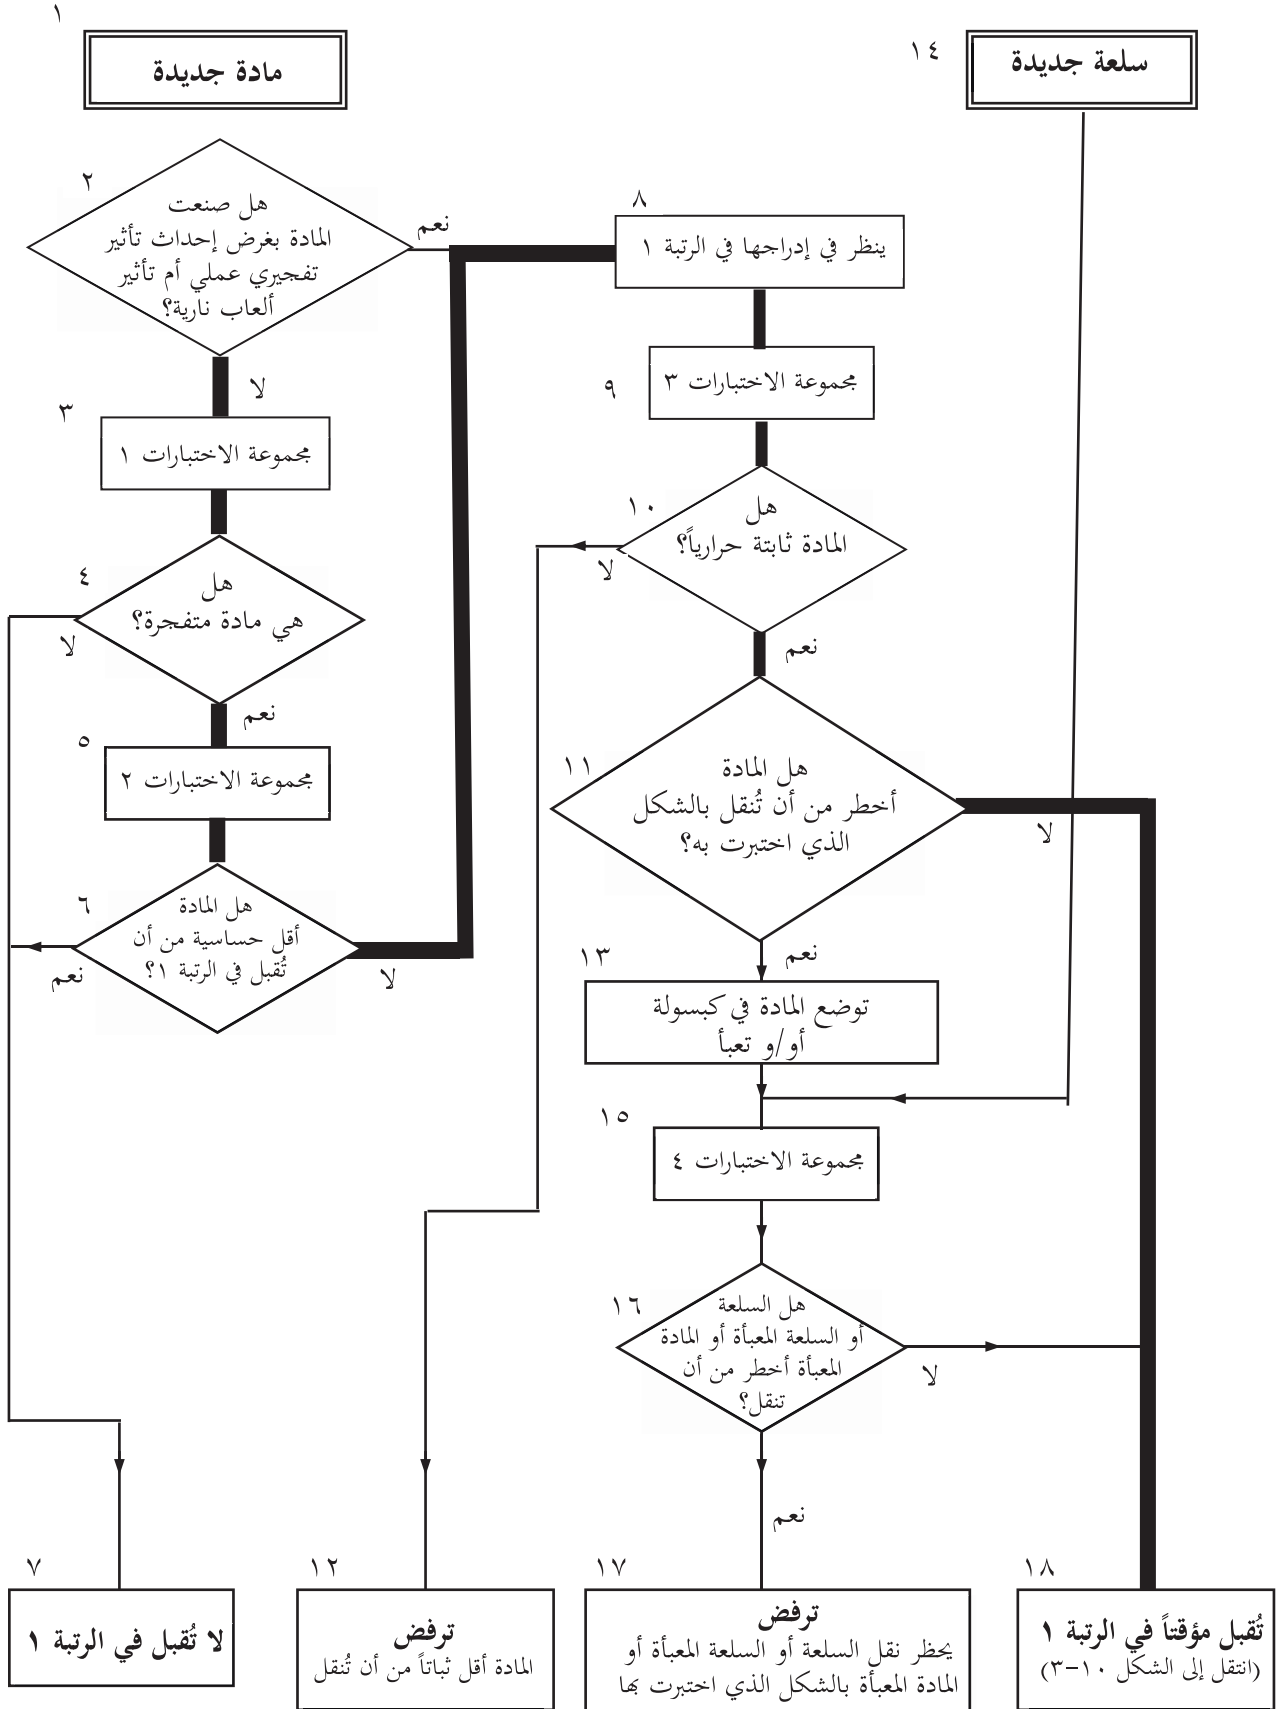 ١
مادة جديدة
١٤
سلعة جديدة
٢
هل صنعت
المادة بغرض إحداث تأثير
تفجيري عملي أم تأثير
ألعاب نارية؟
نعم
لا
٣
مجموعة الاختبارات ١
٤
هل
هي مادة متفجرة؟
لا
نعم
٥
مجموعة الاختبارات ٢
٦
هل المادة
أقل حساسية من أن
تُقبل في الرتبة ١؟
نعم
لا
٨
ينظر في إدراجها في الرتبة ١
٩
مجموعة الاختبارات ٣
١٠
هل
المادة ثابتة حرارياً؟
لا
نعم
١١
هل المادة
أخطر من أن تُنقل بالشكل
الذي اختبرت به؟
لا
نعم
١٣
توضع المادة في كبسولة
أو/و تعبأ
١٥
مجموعة الاختبارات ٤
١٦
هل السلعة
أو السلعة المعبأة أو المادة
المعبأة أخطر من أن
تنقل؟
لا
نعم
٧
لا تُقبل في الرتبة ١
١٢
ترفض
المادة أقل ثباتاً من أن تُنقل
١٧
ترفض
يحظر نقل السلعة أو السلعة المعبأة أو
المادة المعبأة بالشكل الذي اختبرت بها
١٨
تُقبل مؤقتاً في الرتبة ١
(انتقل إلى الشكل ١٠-٣)